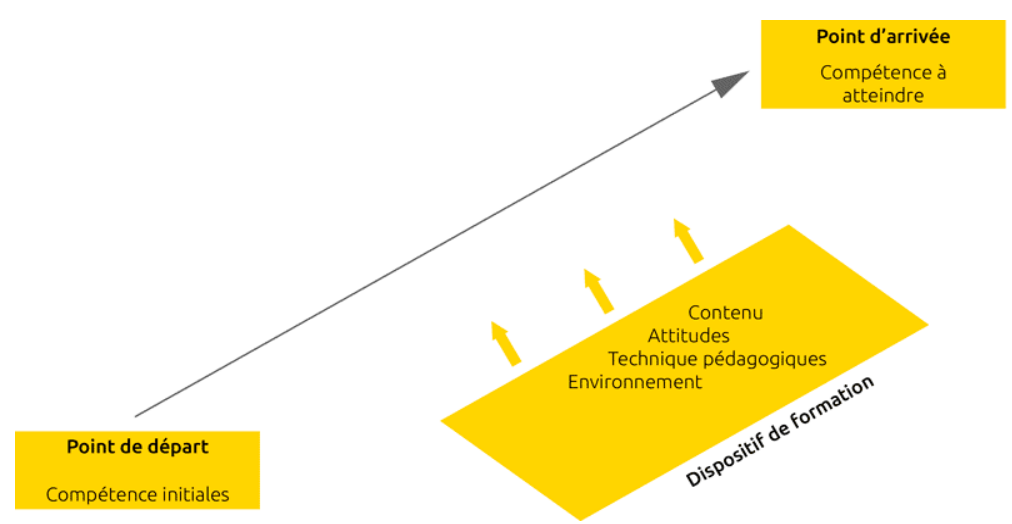 Point d’arrivée
Compétence à
atteindre
Contenu
Attitudes
Technique pédagogiques
Environnement
Dispositif de formation
Point de départ
Compétence initiales